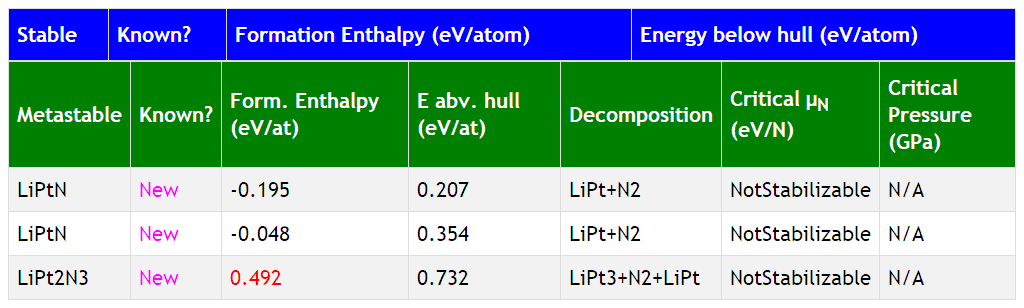 Stable Known? Formation Enthalpy (eV/atom) Energy below hull (eV/atom)
Metastable Known? Form. Enthalpy (eV/at) E abv. hull (eV/at) Decomposition Critical μN (eV/N) Critical Pressure (GPa)
LiPtN New -0.195 0.207 LiPt+N2 NotStabilizable N/A
LiPtN New -0.048 0.354 LiPt+N2 NotStabilizable N/A
LiPt2N3 New 0.492 0.732 LiPt3+N2+LiPt NotStabilizable N/A